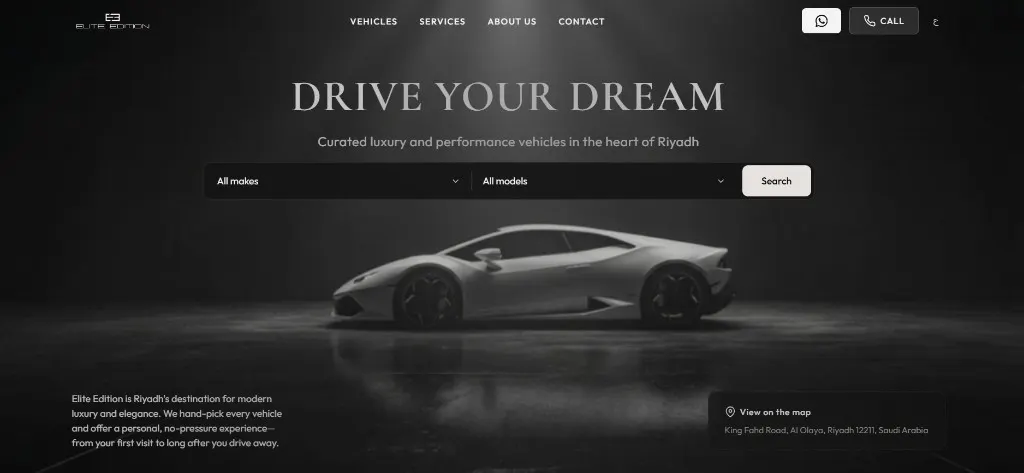 ELITE EDITION
VEHICLES SERVICES ABOUT US CONTACT
CALL
ع
DRIVE YOUR DREAM
Curated luxury and performance vehicles in the heart of Riyadh
All makes
All models
Search
Elite Edition is Riyadh's destination for modern
luxury and elegance. We hand-pick every vehicle
and offer a personal, no-pressure experience—
from your first visit to long after you drive away.
View on the map
King Fahd Road, Al Olaya, Riyadh 12211, Saudi Arabia